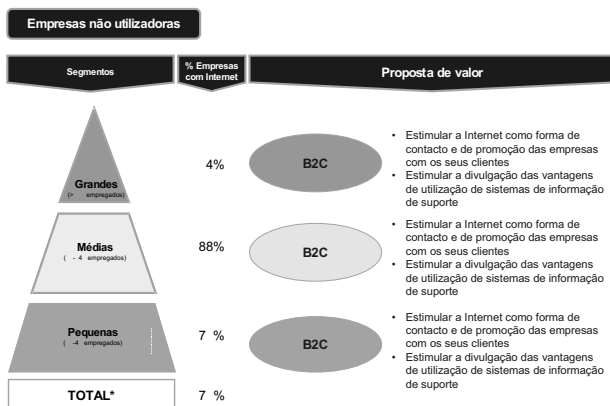 Empresas não utilizadoras
Segmentos
% Empresas
com Internet
Proposta de valor
Grandes
(> empregados)
4%
B2C
• Estimular a Internet como forma de
contacto e de promoção das empresas
com os seus clientes
• Estimular a divulgação das vantagens
de utilização de sistemas de informação
de suporte
Médias
( - 4 empregados)
88%
B2C
• Estimular a Internet como forma de
contacto e de promoção das empresas
com os seus clientes
• Estimular a divulgação das vantagens
de utilização de sistemas de informação
de suporte
Pequenas
( -4 empregados)
7 %
B2C
• Estimular a Internet como forma de
contacto e de promoção das empresas
com os seus clientes
• Estimular a divulgação das vantagens
de utilização de sistemas de informação
de suporte
TOTAL*
7 %